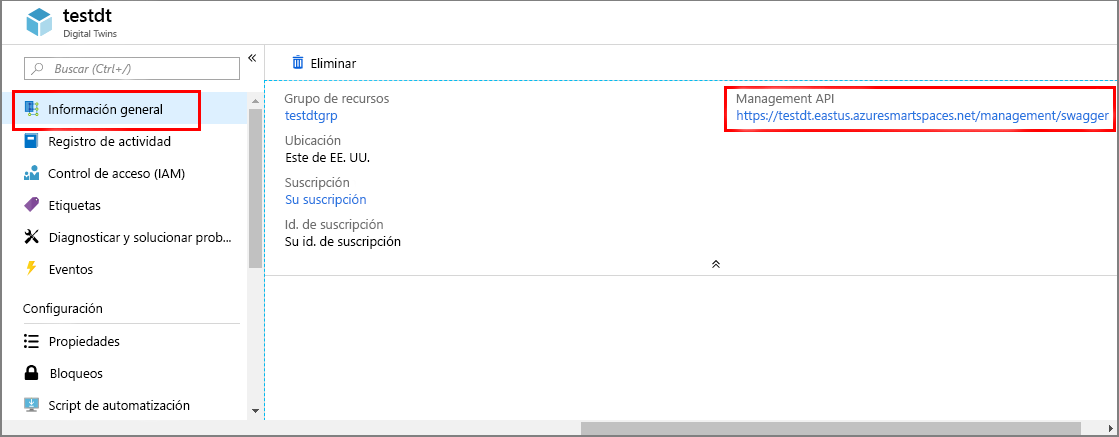 testdt
Digital Twins
Buscar (Ctrl+/)
«
Información general
Registro de actividad
Control de acceso (IAM)
Etiquetas
Diagnosticar y solucionar prob...
Eventos
Configuración
Propiedades
Bloqueos
Script de automatización
Eliminar
Grupo de recursos
testdtgrp
Ubicación
Este de EE. UU.
Suscripción
Su suscripción
Id. de suscripción
Su id. de suscripción
Management API
https://testdt.eastus.azuresmartspaces.net/management/swagger